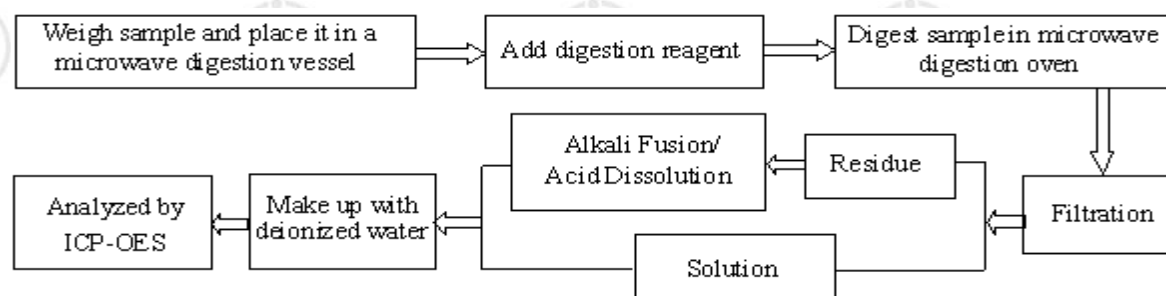 Weigh sample and place it in a
microwave digestion vessel
Add digestion reagent
Digest sample in microwave
digestion oven
Filtration
Residue
Solution
Alkali Fusion/
Acid Dissolution
Make up with
deionized water
Analyzed by
ICP-OES